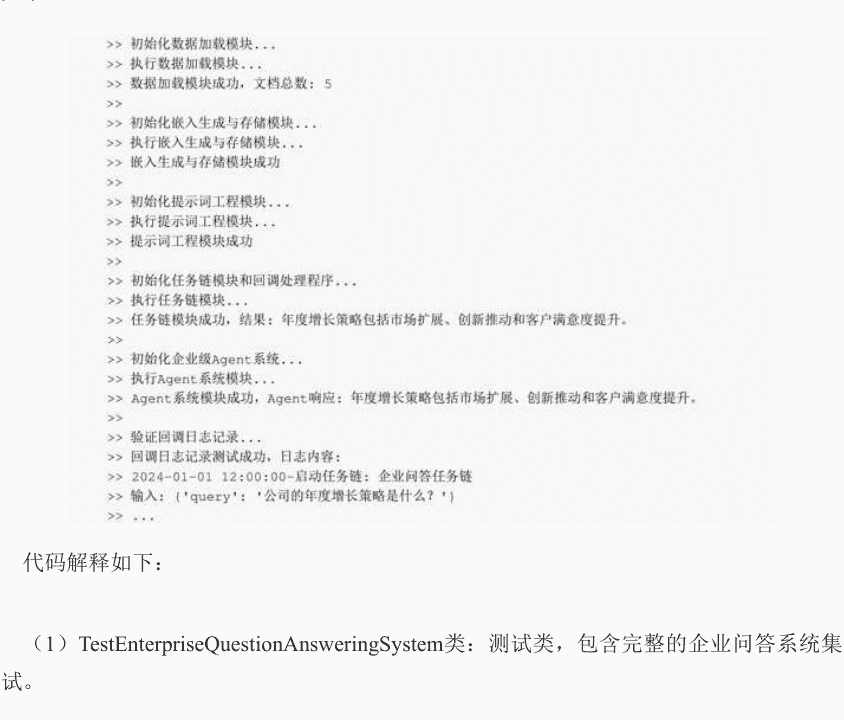 >> 初始化数据加载模块...
>> 执行数据加载模块...
>> 数据加载模块成功，文档总数: 5
>>
>> 初始化嵌入生成与存储模块...
>> 执行嵌入生成与存储模块...
>> 嵌入生成与存储模块成功
>>
>> 初始化提示词工程模块...
>> 执行提示词工程模块...
>> 提示词工程模块成功
>>
>> 初始化任务链模块和回调处理程序...
>> 执行任务链模块...
>> 任务链模块成功，结果: 年度增长策略包括市场扩展、创新推动和客户满意度提升。
>>
>> 初始化企业级Agent系统...
>> 执行Agent系统模块...
>> Agent系统模块成功，Agent响应: 年度增长策略包括市场扩展、创新推动和客户满意度提升。
>>
>> 验证回调日志记录...
>> 回调日志记录测试成功，日志内容:
>> 2024-01-01 12:00:00-启动任务链: 企业问答任务链
>> 输入: {'query': '公司的年度增长策略是什么? '}
>> ...
代码解释如下：
（1）TestEnterpriseQuestionAnsweringSystem类：测试类，包含完整的企业问答系统集
试。